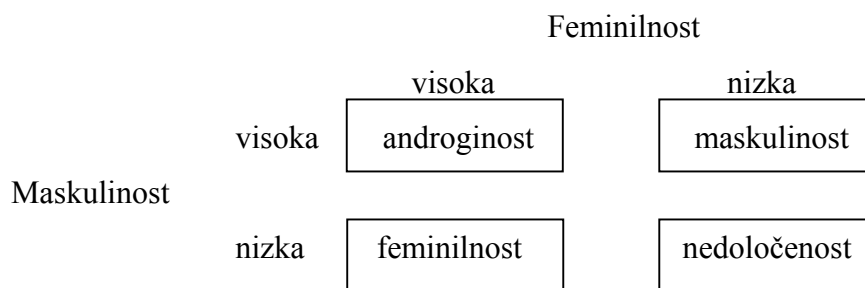 Feminilnost
visoka nizka
visoka androginost maskulinost
Maskulinost
nizka feminilnost nedoločenost